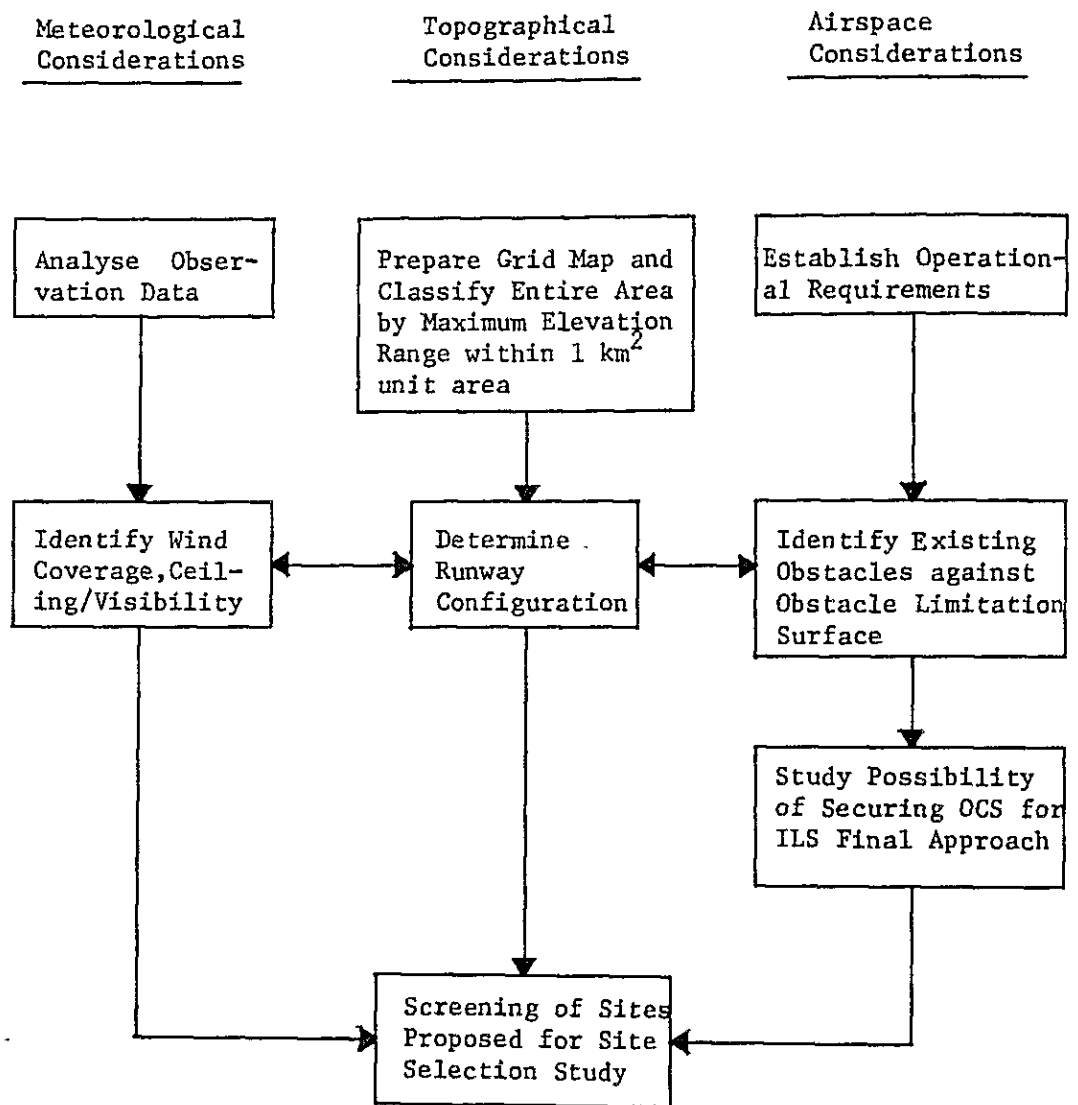 Meteorological
Considerations
Topographical
Considerations
Airspace
Considerations
Analyse Obser-
vation Data
Prepare Grid Map and
Classify Entire Area
by Maximum Elevation
Range within 1 km²
unit area
Establish Operation-
al Requirements
Identify Wind
Coverage,Ceil-
ing/Visibility
Determine
Runway
Configuration
Identify Existing
Obstacles against
Obstacle Limitation
Surface
Study Possibility
of Securing OCS for
ILS Final Approach
Screening of Sites
Proposed for Site
Selection Study